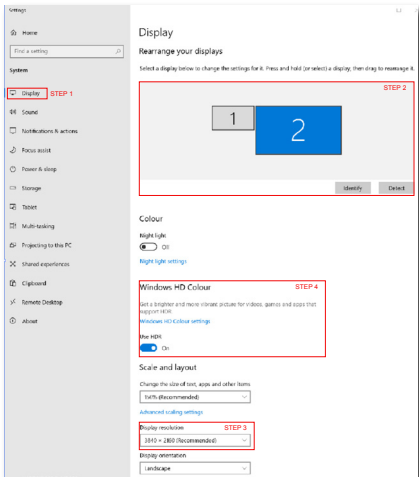 Settings
Home
Find a setting
System
Display STEP 1
Sound
Notifications & actions
Focus assist
Power & sleep
Storage
Tablet
Multi-tasking
Projecting to this PC
Shared experiences
Clipboard
Remote Desktop
About
Display
Rearrange your displays
Select a display below to change the settings for it. Press and hold (or select) a display, then drag to rearrange it.
STEP 2
1
2
Identify Detect
Colour
Night light
Off
Night light settings
Windows HD Colour STEP 4
Get a brighter and more vibrant picture for videos, games and apps that
support HDR
Windows HD Colour settings
Use HDR
On
Scale and layout
Change the size of text, apps and other items
150% (Recommended)
Advanced scaling settings
Display resolution STEP 3
3840 × 2160 (Recommended)
Display orientation
Landscape